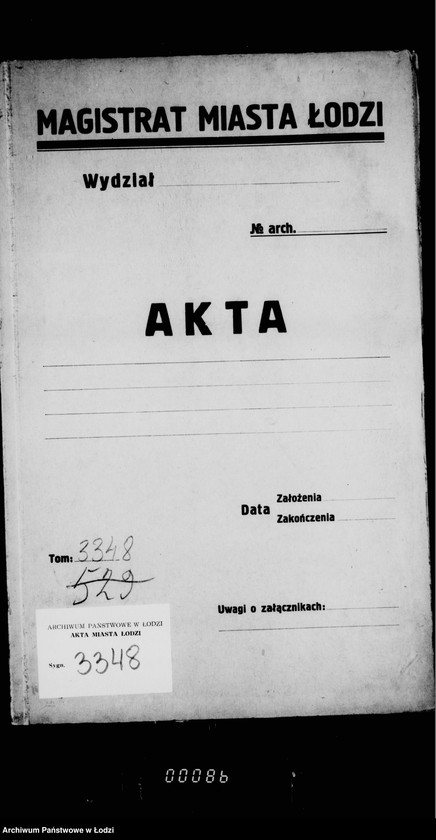 MAGISTRAT MIASTA ŁODZI
Wydział
№ arch.
AKTA
Data
Założenia
Zakończenia
Tom: 3348
529
Uwagi o załącznikach:
ARCHIWUM PAŃSTWOWE W ŁODZI
AKTA MIASTA ŁODZI
Sygn. 3348
00086
Archiwum Państwowe w Łodzi